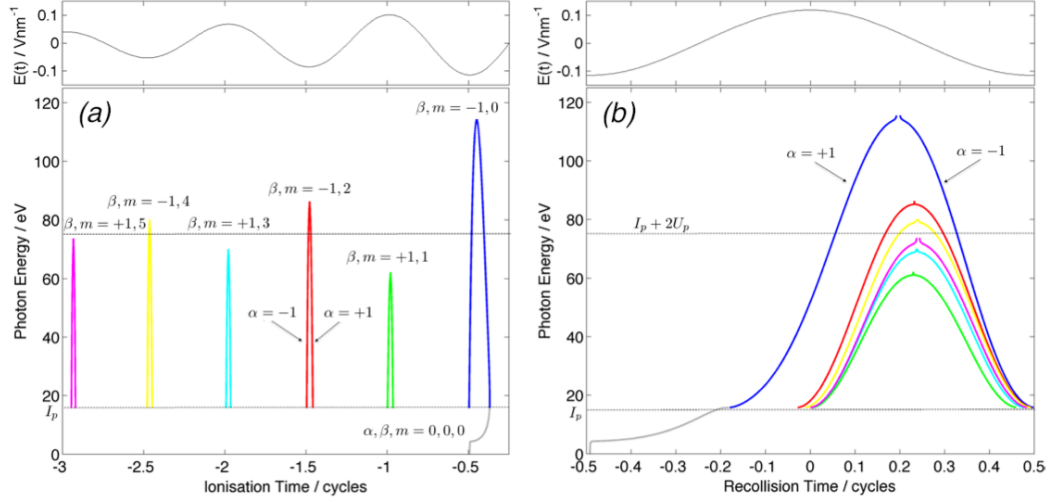 E(t) / Vnm⁻¹
0.1
0
-0.1
(a)
Photon Energy / eV
120
100
80
60
40
20
0
I_p
β, m = −1, 0
β, m = −1, 4
β, m = −1, 2
β, m = +1, 5
β, m = +1, 3
β, m = +1, 1
α = −1
α = +1
α, β, m = 0, 0, 0
-3 -2.5 -2 -1.5 -1 -0.5
Ionisation Time / cycles
E(t) / Vnm⁻¹
0.1
0
-0.1
(b)
Photon Energy / eV
120
100
80
60
40
20
0
α = +1
α = −1
I_p + 2U_p
I_p
-0.5 -0.4 -0.3 -0.2 -0.1 0 0.1 0.2 0.3 0.4 0.5
Recollision Time / cycles